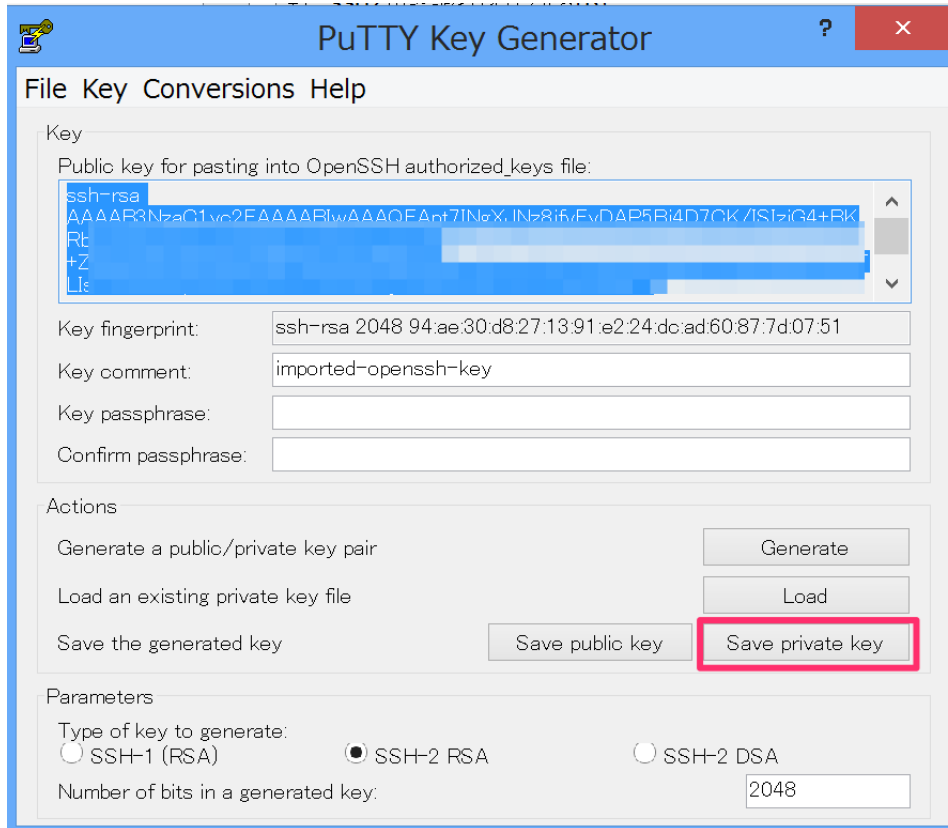 PuTTY Key Generator ?
File Key Conversions Help
Key
Public key for pasting into OpenSSH authorized_keys file:
ssh-rsa
Key fingerprint: ssh-rsa 2048 94:ae:30:d8:27:13:91:e2:24:dc:ad:60:87:7d:07:51
Key comment: imported-openssh-key
Key passphrase:
Confirm passphrase:
Actions
Generate a public/private key pair Generate
Load an existing private key file Load
Save the generated key Save public key Save private key
Parameters
Type of key to generate:
SSH-1 (RSA) SSH-2 RSA SSH-2 DSA
Number of bits in a generated key: 2048